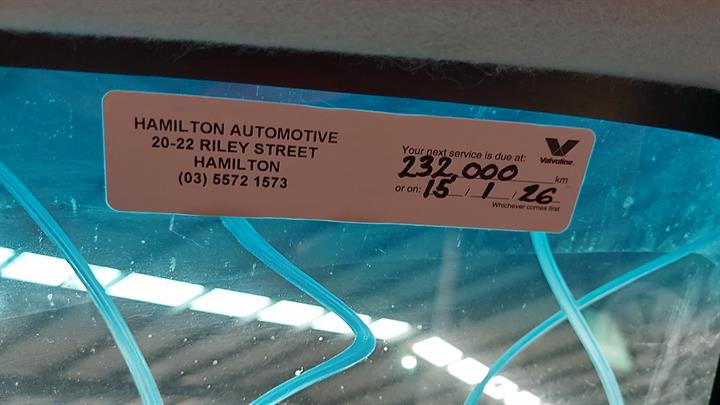 HAMILTON AUTOMOTIVE
20-22 RILEY STREET
HAMILTON
(03) 5572 1573
Valvoline
Your next service is due at:
232,000 km
or on: 15 / 1 / 26
Whichever comes first